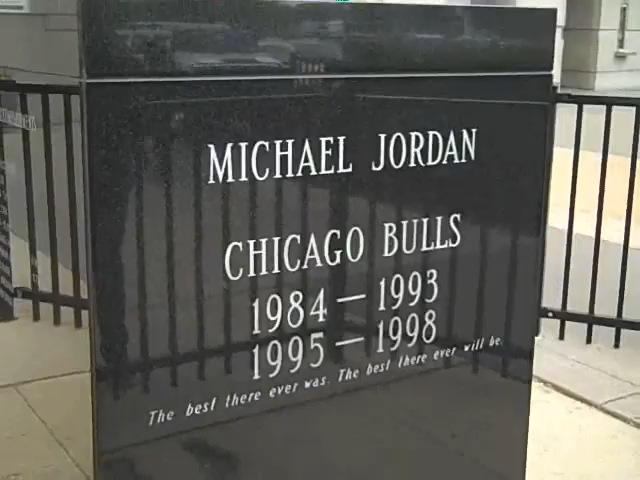 MICHAEL JORDAN
CHICAGO BULLS
1984 — 1993
1995 — 1998
The best there ever was. The best there ever will be.